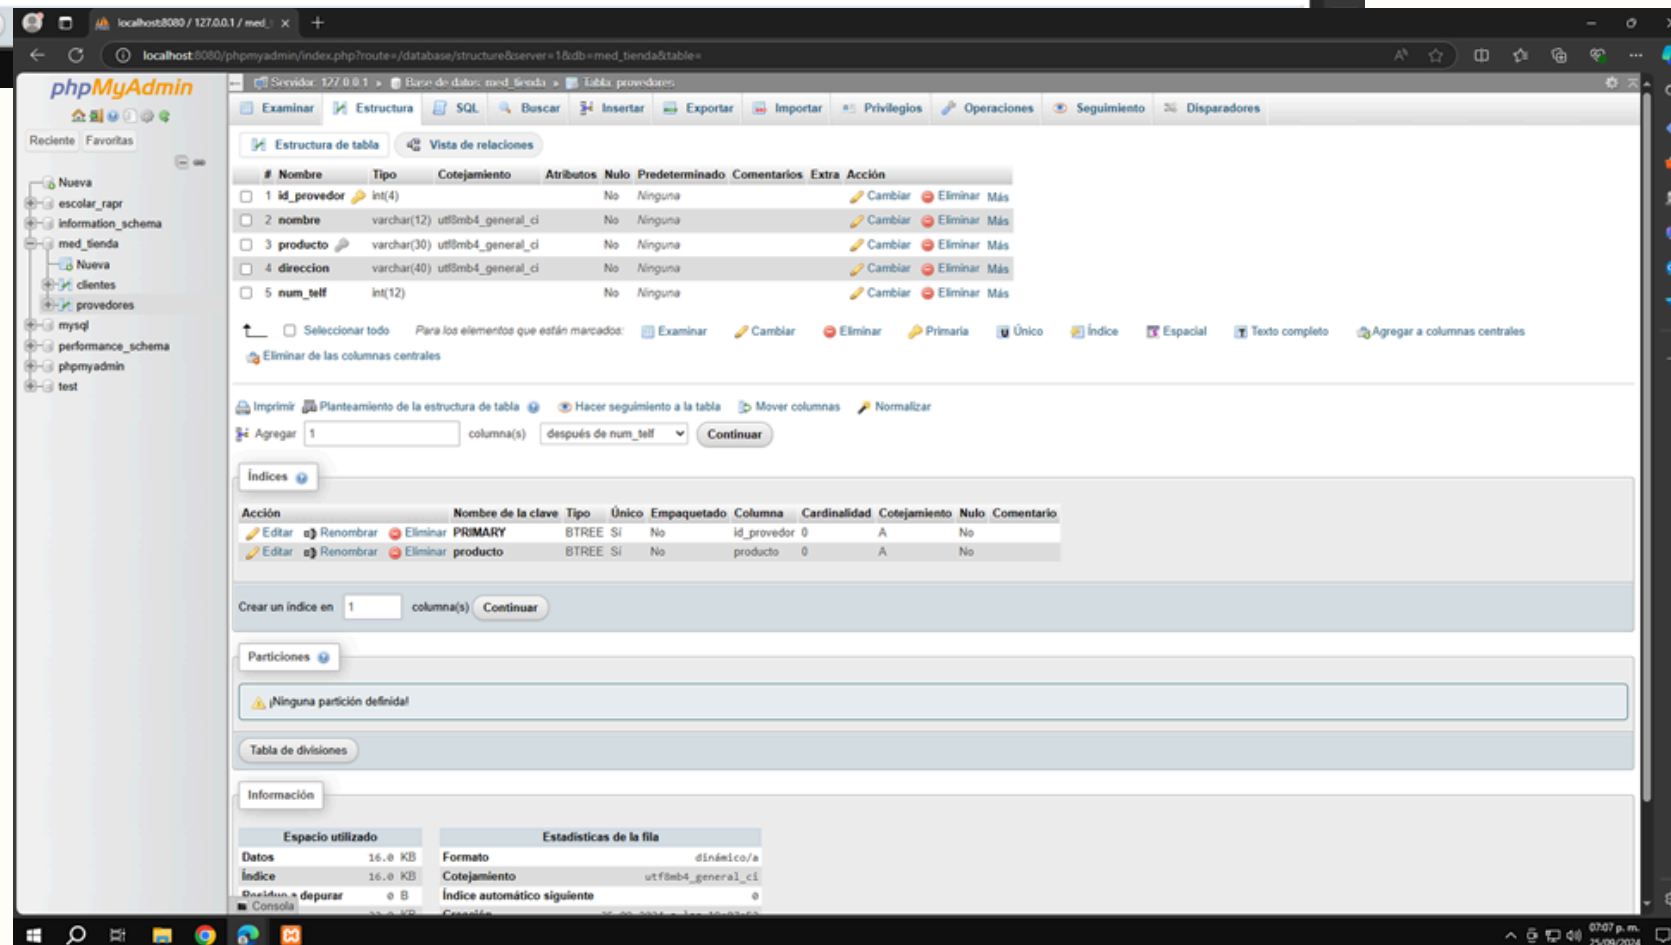 localhost:8080 / 127.0.0.1 / med_t
localhost:8080/phpmyadmin/index.php?route=/database/structure&server=1&db=med_tienda&table=
phpMyAdmin
Reciente Favoritas
Nueva
escolar_rapr
information_schema
med_tienda
Nueva
clientes
provedores
mysql
performance_schema
phpmyadmin
test
Servidor: 127.0.0.1 » Base de datos: med_tienda » Tabla: provedores
Examinar Estructura SQL Buscar Insertar Exportar Importar Privilegios Operaciones Seguimiento Disparadores
Estructura de tabla Vista de relaciones
# Nombre Tipo Cotejamiento Atributos Nulo Predeterminado Comentarios Extra Acción
1 id_provedor int(4) No Ninguna Cambiar Eliminar Más
2 nombre varchar(12) utf8mb4_general_ci No Ninguna Cambiar Eliminar Más
3 producto varchar(30) utf8mb4_general_ci No Ninguna Cambiar Eliminar Más
4 direccion varchar(40) utf8mb4_general_ci No Ninguna Cambiar Eliminar Más
5 num_telf int(12) No Ninguna Cambiar Eliminar Más
Seleccionar todo Para los elementos que están marcados: Examinar Cambiar Eliminar Primaria Único Índice Espacial Texto completo Agregar a columnas centrales
Eliminar de las columnas centrales
Imprimir Planteamiento de la estructura de tabla Hacer seguimiento a la tabla Mover columnas Normalizar
Agregar 1 columna(s) después de num_telf Continuar
Índices
Acción Nombre de la clave Tipo Único Empaquetado Columna Cardinalidad Cotejamiento Nulo Comentario
Editar Renombrar Eliminar PRIMARY BTREE Sí No id_provedor 0 A No
Editar Renombrar Eliminar producto BTREE Sí No producto 0 A No
Crear un índice en 1 columna(s) Continuar
Particiones
¡Ninguna partición definida!
Tabla de divisiones
Información
Espacio utilizado Estadísticas de la fila
Datos 16.0 KB Formato dinámico/a
Índice 16.0 KB Cotejamiento utf8mb4_general_ci
Residuo a depurar 0 B Índice automático siguiente 0
Consola
07:07 p. m.
25/09/2024